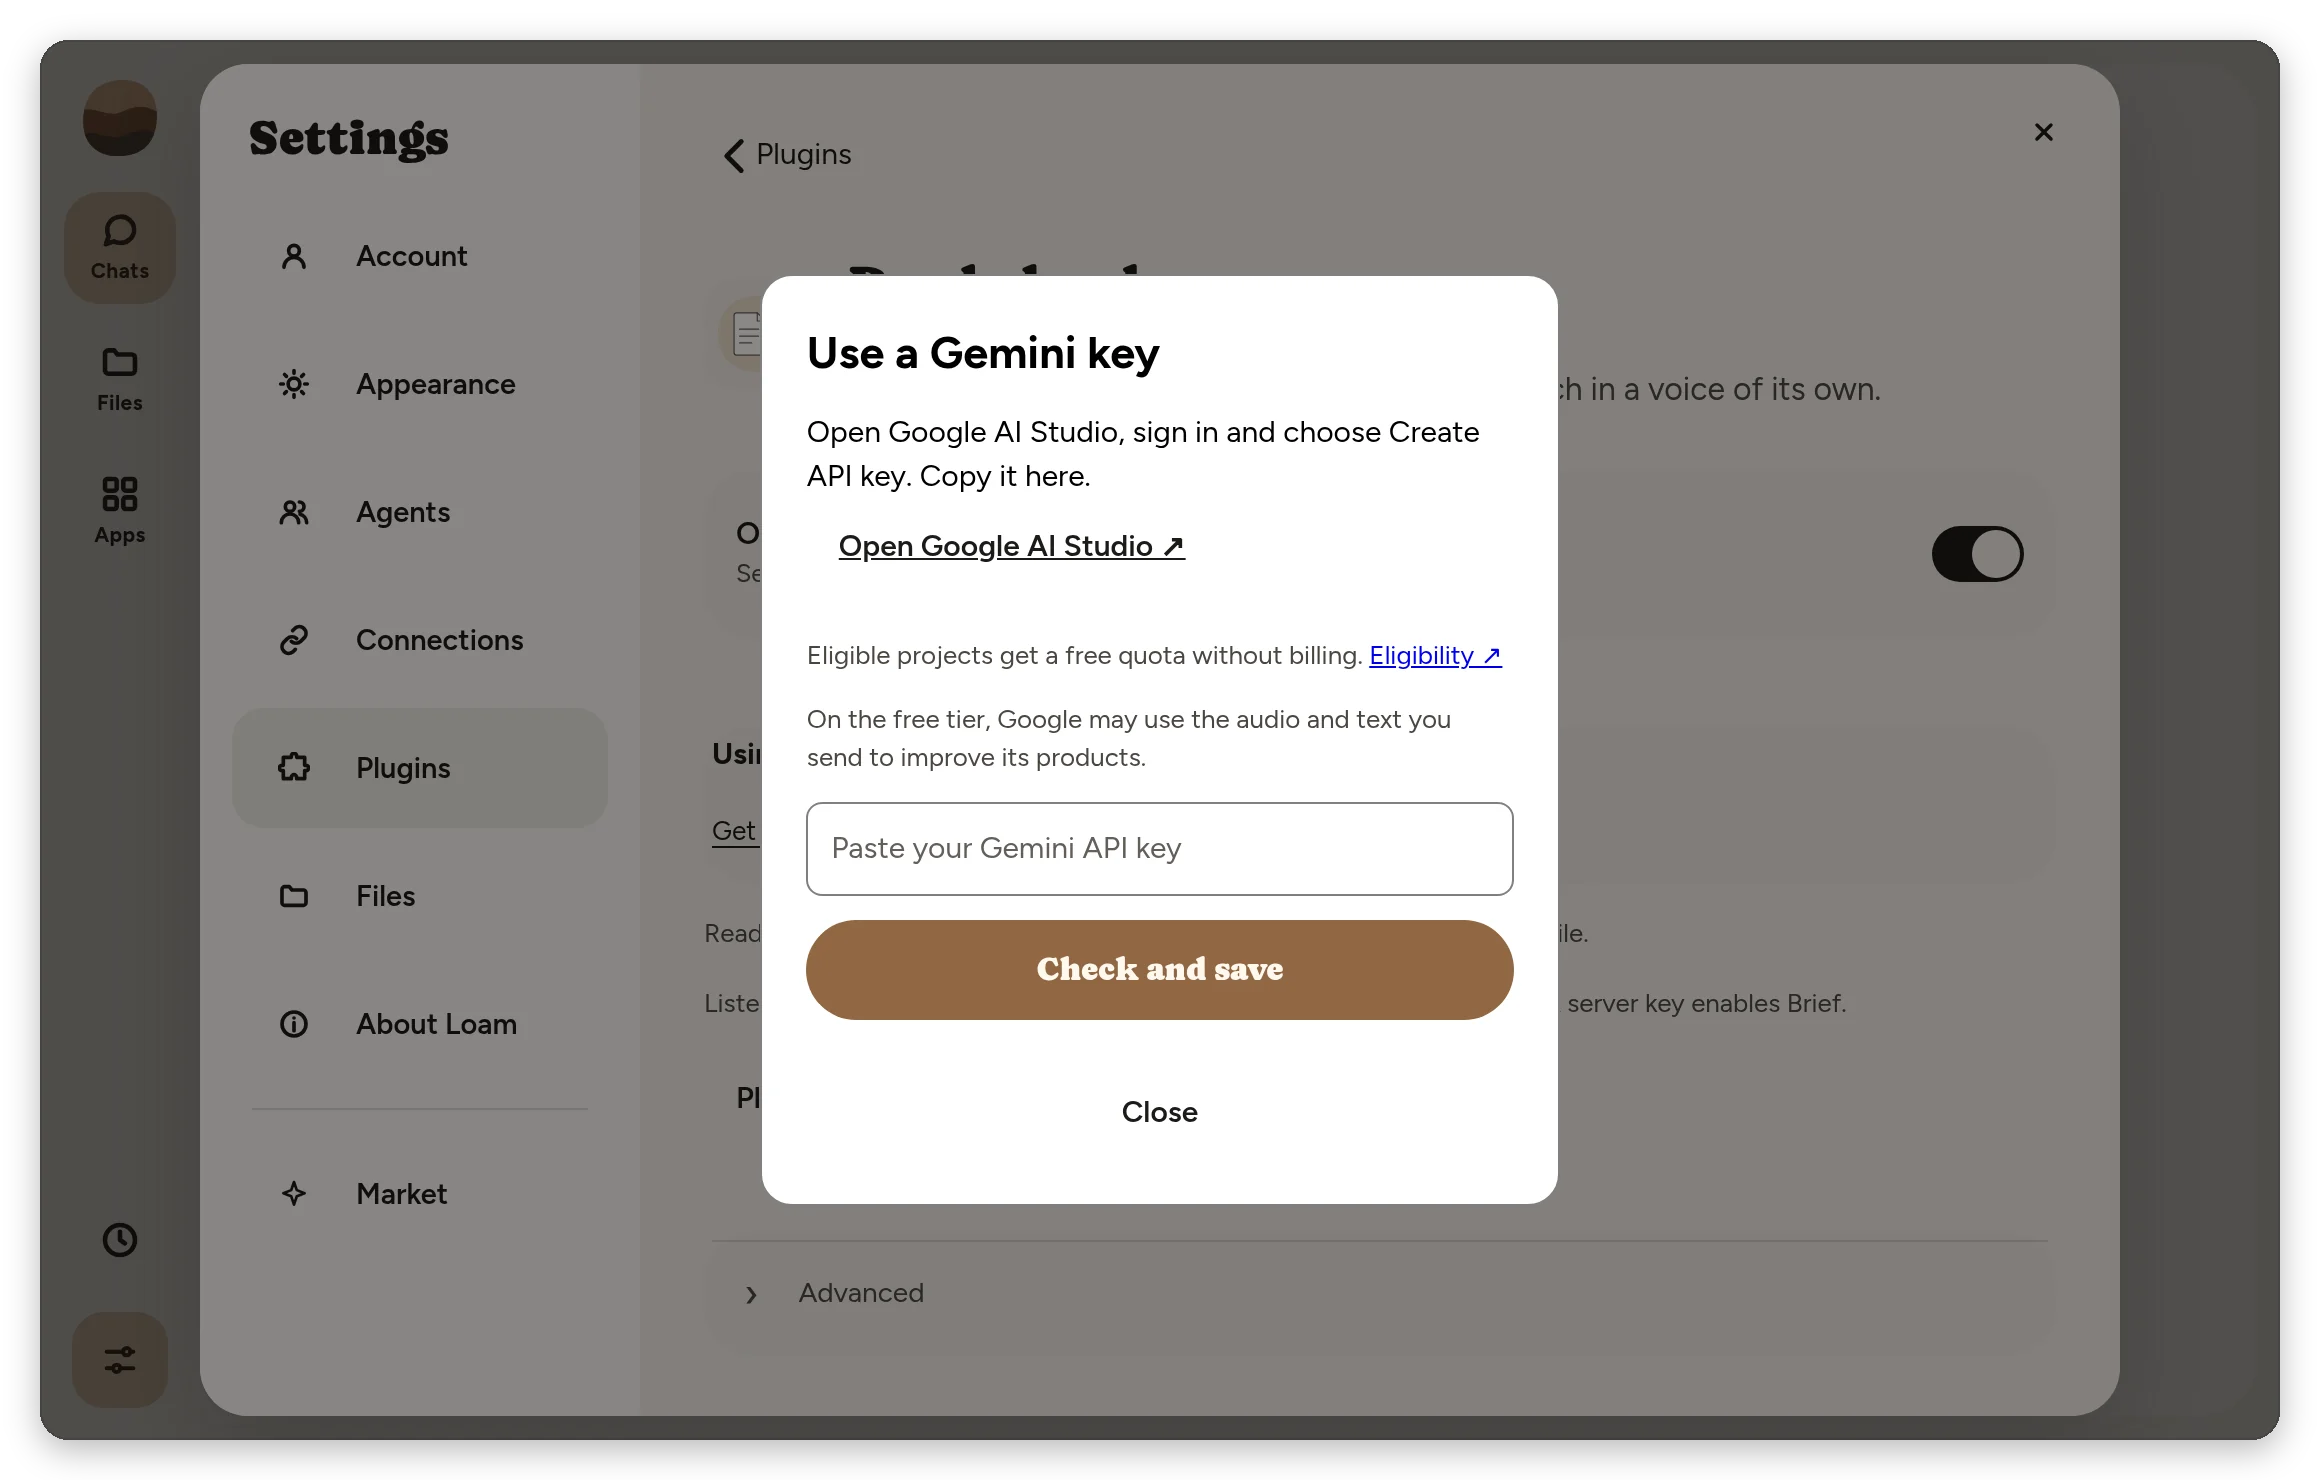 Settings
Chats
Files
Apps
Account
Appearance
Agents
Connections
Plugins
Files
About Loam
Market
Plugins
in a voice of its own.
Get
server key enables Brief.
Advanced
Use a Gemini key
Open Google AI Studio, sign in and choose Create
API key. Copy it here.
Open Google AI Studio ↗
Eligible projects get a free quota without billing. Eligibility ↗
On the free tier, Google may use the audio and text you
send to improve its products.
Paste your Gemini API key
Check and save
Close